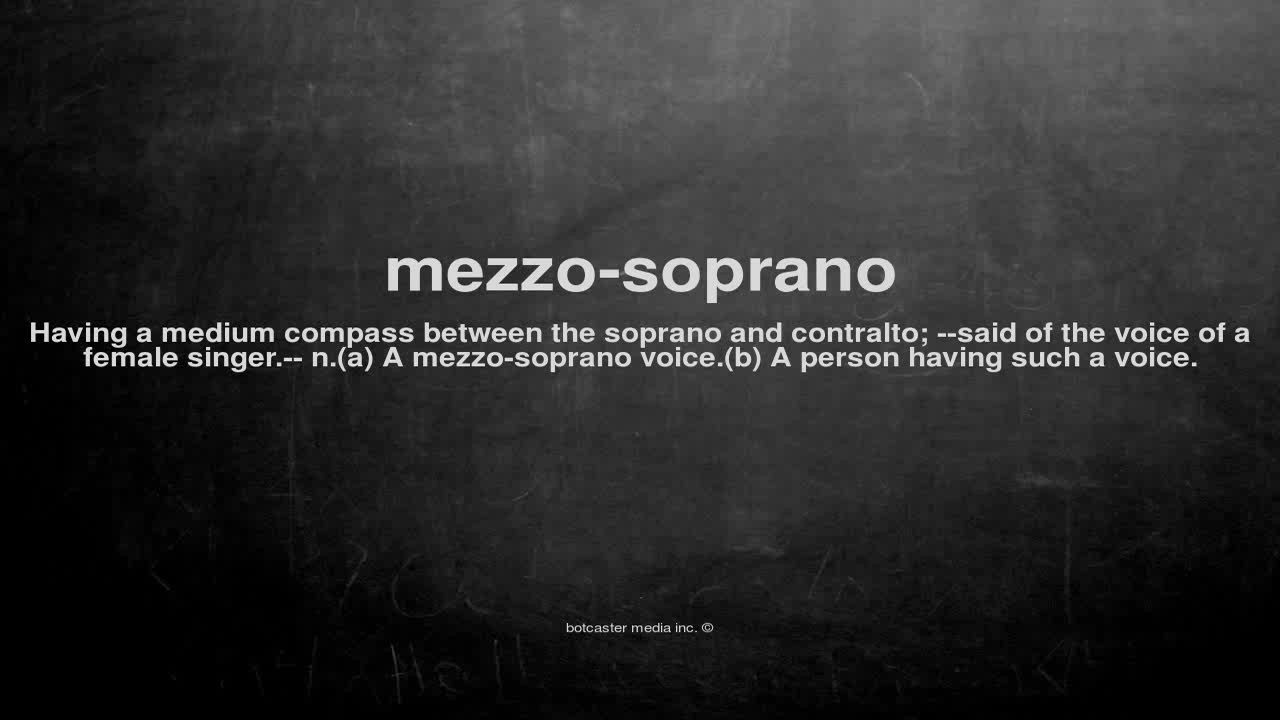 mezzo-soprano
Having a medium compass between the soprano and contralto; --said of the voice of a
female singer.-- n.(a) A mezzo-soprano voice.(b) A person having such a voice.
botcaster media inc. ©